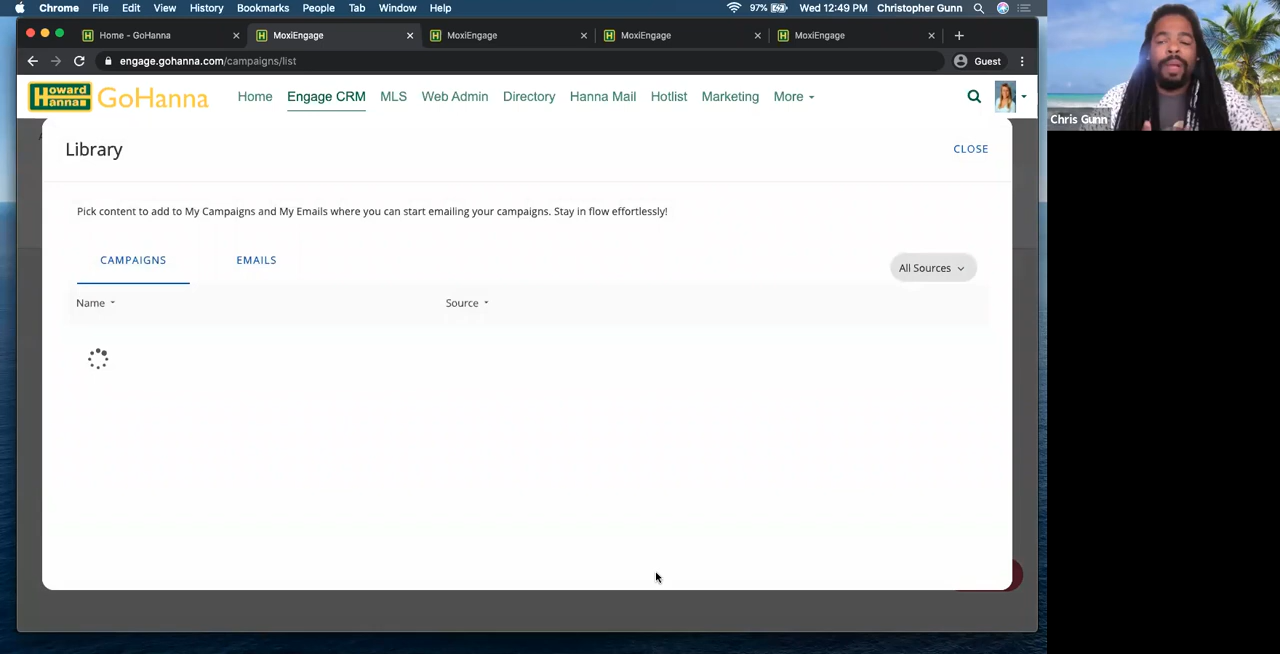 Chrome File Edit View History Bookmarks People Tab Window Help 97% Wed 12:49 PM Christopher Gunn
Home - GoHanna MoxiEngage MoxiEngage MoxiEngage MoxiEngage
engage.gohanna.com/campaigns/list Guest
Howard Hanna GoHanna Home Engage CRM MLS Web Admin Directory Hanna Mail Hotlist Marketing More
Chris Gunn
Library CLOSE
Pick content to add to My Campaigns and My Emails where you can start emailing your campaigns. Stay in flow effortlessly!
CAMPAIGNS EMAILS
All Sources
Name Source